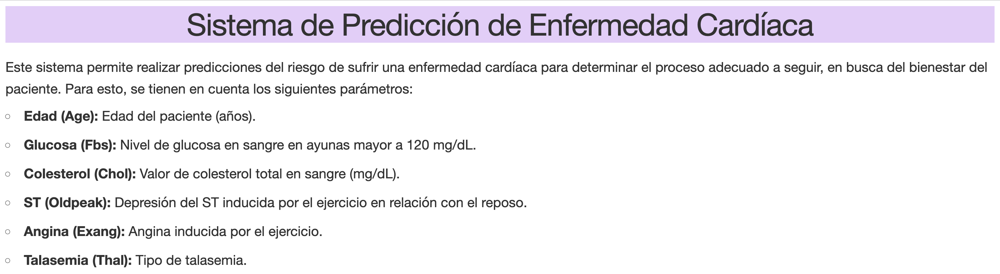 Sistema de Predicción de Enfermedad Cardíaca
Este sistema permite realizar predicciones del riesgo de sufrir una enfermedad cardíaca para determinar el proceso adecuado a seguir, en busca del bienestar del
paciente. Para esto, se tienen en cuenta los siguientes parámetros:
Edad (Age): Edad del paciente (años).
Glucosa (Fbs): Nivel de glucosa en sangre en ayunas mayor a 120 mg/dL.
Colesterol (Chol): Valor de colesterol total en sangre (mg/dL).
ST (Oldpeak): Depresión del ST inducida por el ejercicio en relación con el reposo.
Angina (Exang): Angina inducida por el ejercicio.
Talasemia (Thal): Tipo de talasemia.